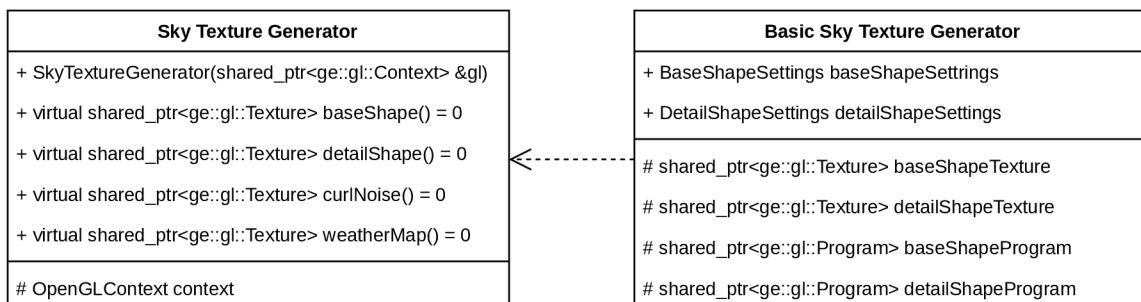 Sky Texture Generator
+ SkyTextureGenerator(shared_ptr<ge::gl::Context> &gl)
+ virtual shared_ptr<ge::gl::Texture> baseShape() = 0
+ virtual shared_ptr<ge::gl::Texture> detailShape() = 0
+ virtual shared_ptr<ge::gl::Texture> curlNoise() = 0
+ virtual shared_ptr<ge::gl::Texture> weatherMap() = 0
# OpenGLContext context
Basic Sky Texture Generator
+ BaseShapeSettings baseShapeSettrings
+ DetailShapeSettings detailShapeSettings
# shared_ptr<ge::gl::Texture> baseShapeTexture
# shared_ptr<ge::gl::Texture> detailShapeTexture
# shared_ptr<ge::gl::Program> baseShapeProgram
# shared_ptr<ge::gl::Program> detailShapeProgram